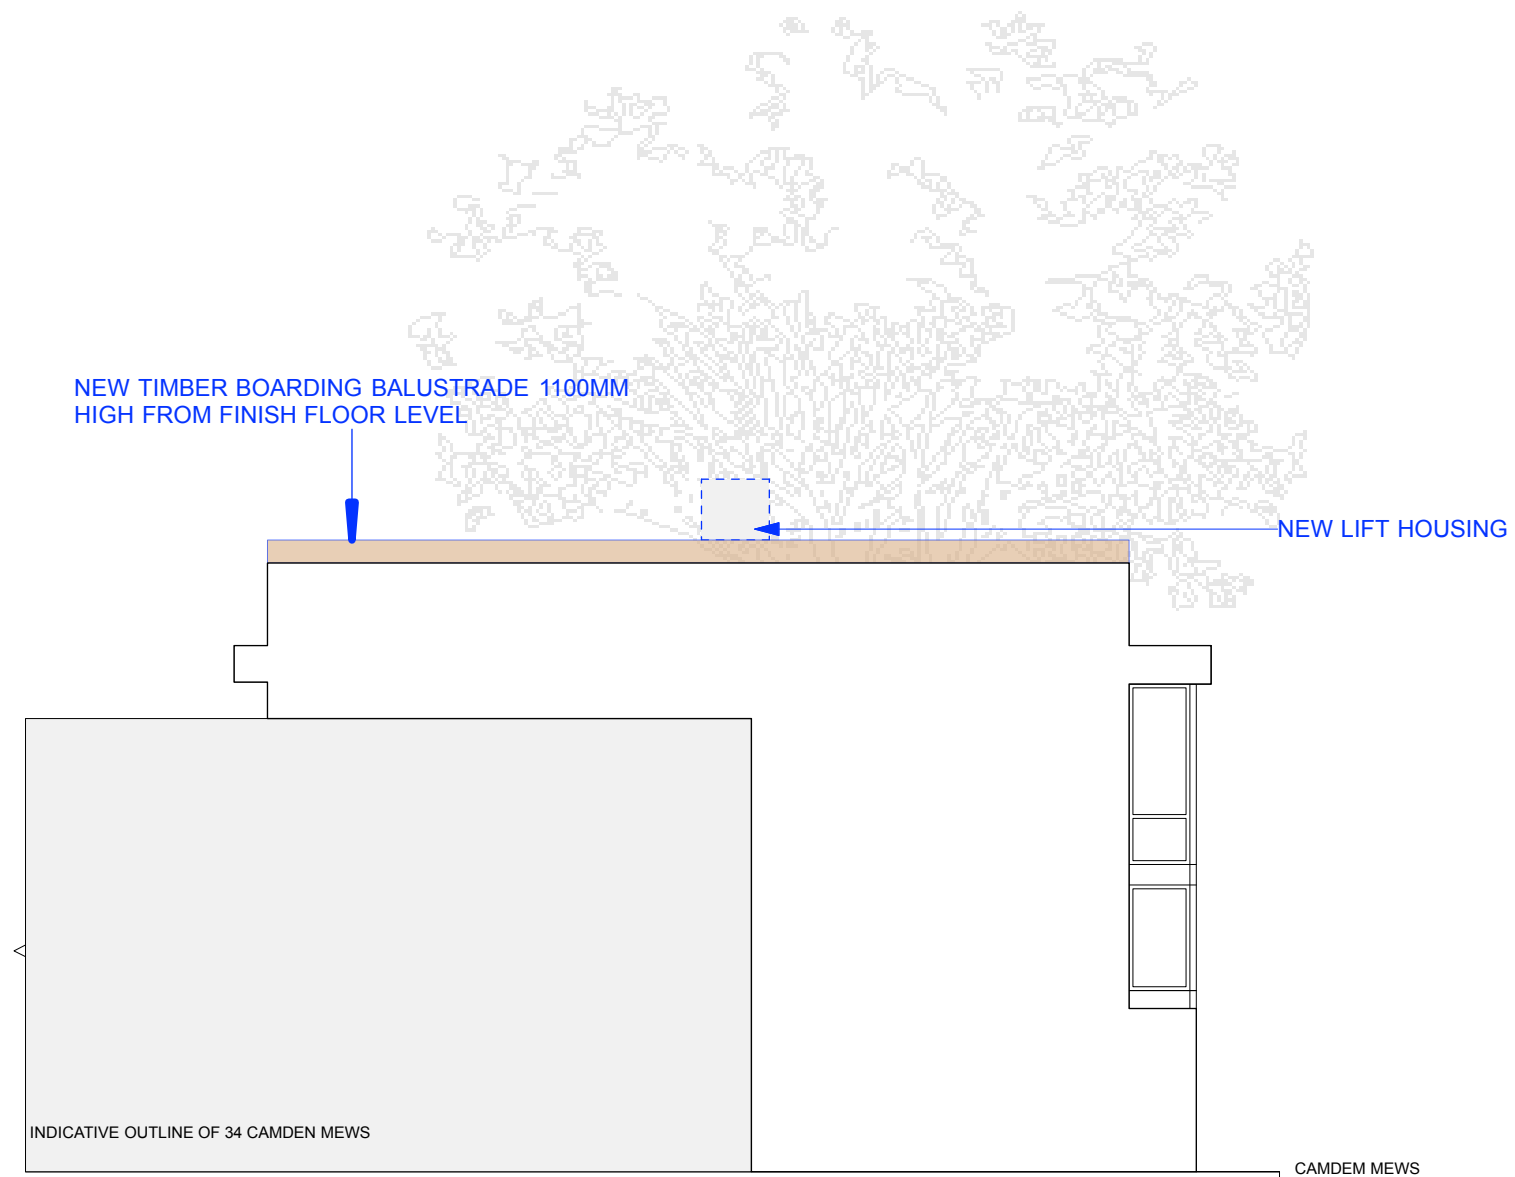 NEW TIMBER BOARDING BALUSTRADE 1100MM
HIGH FROM FINISH FLOOR LEVEL
NEW LIFT HOUSING
INDICATIVE OUTLINE OF 34 CAMDEN MEWS
CAMDEM MEWS